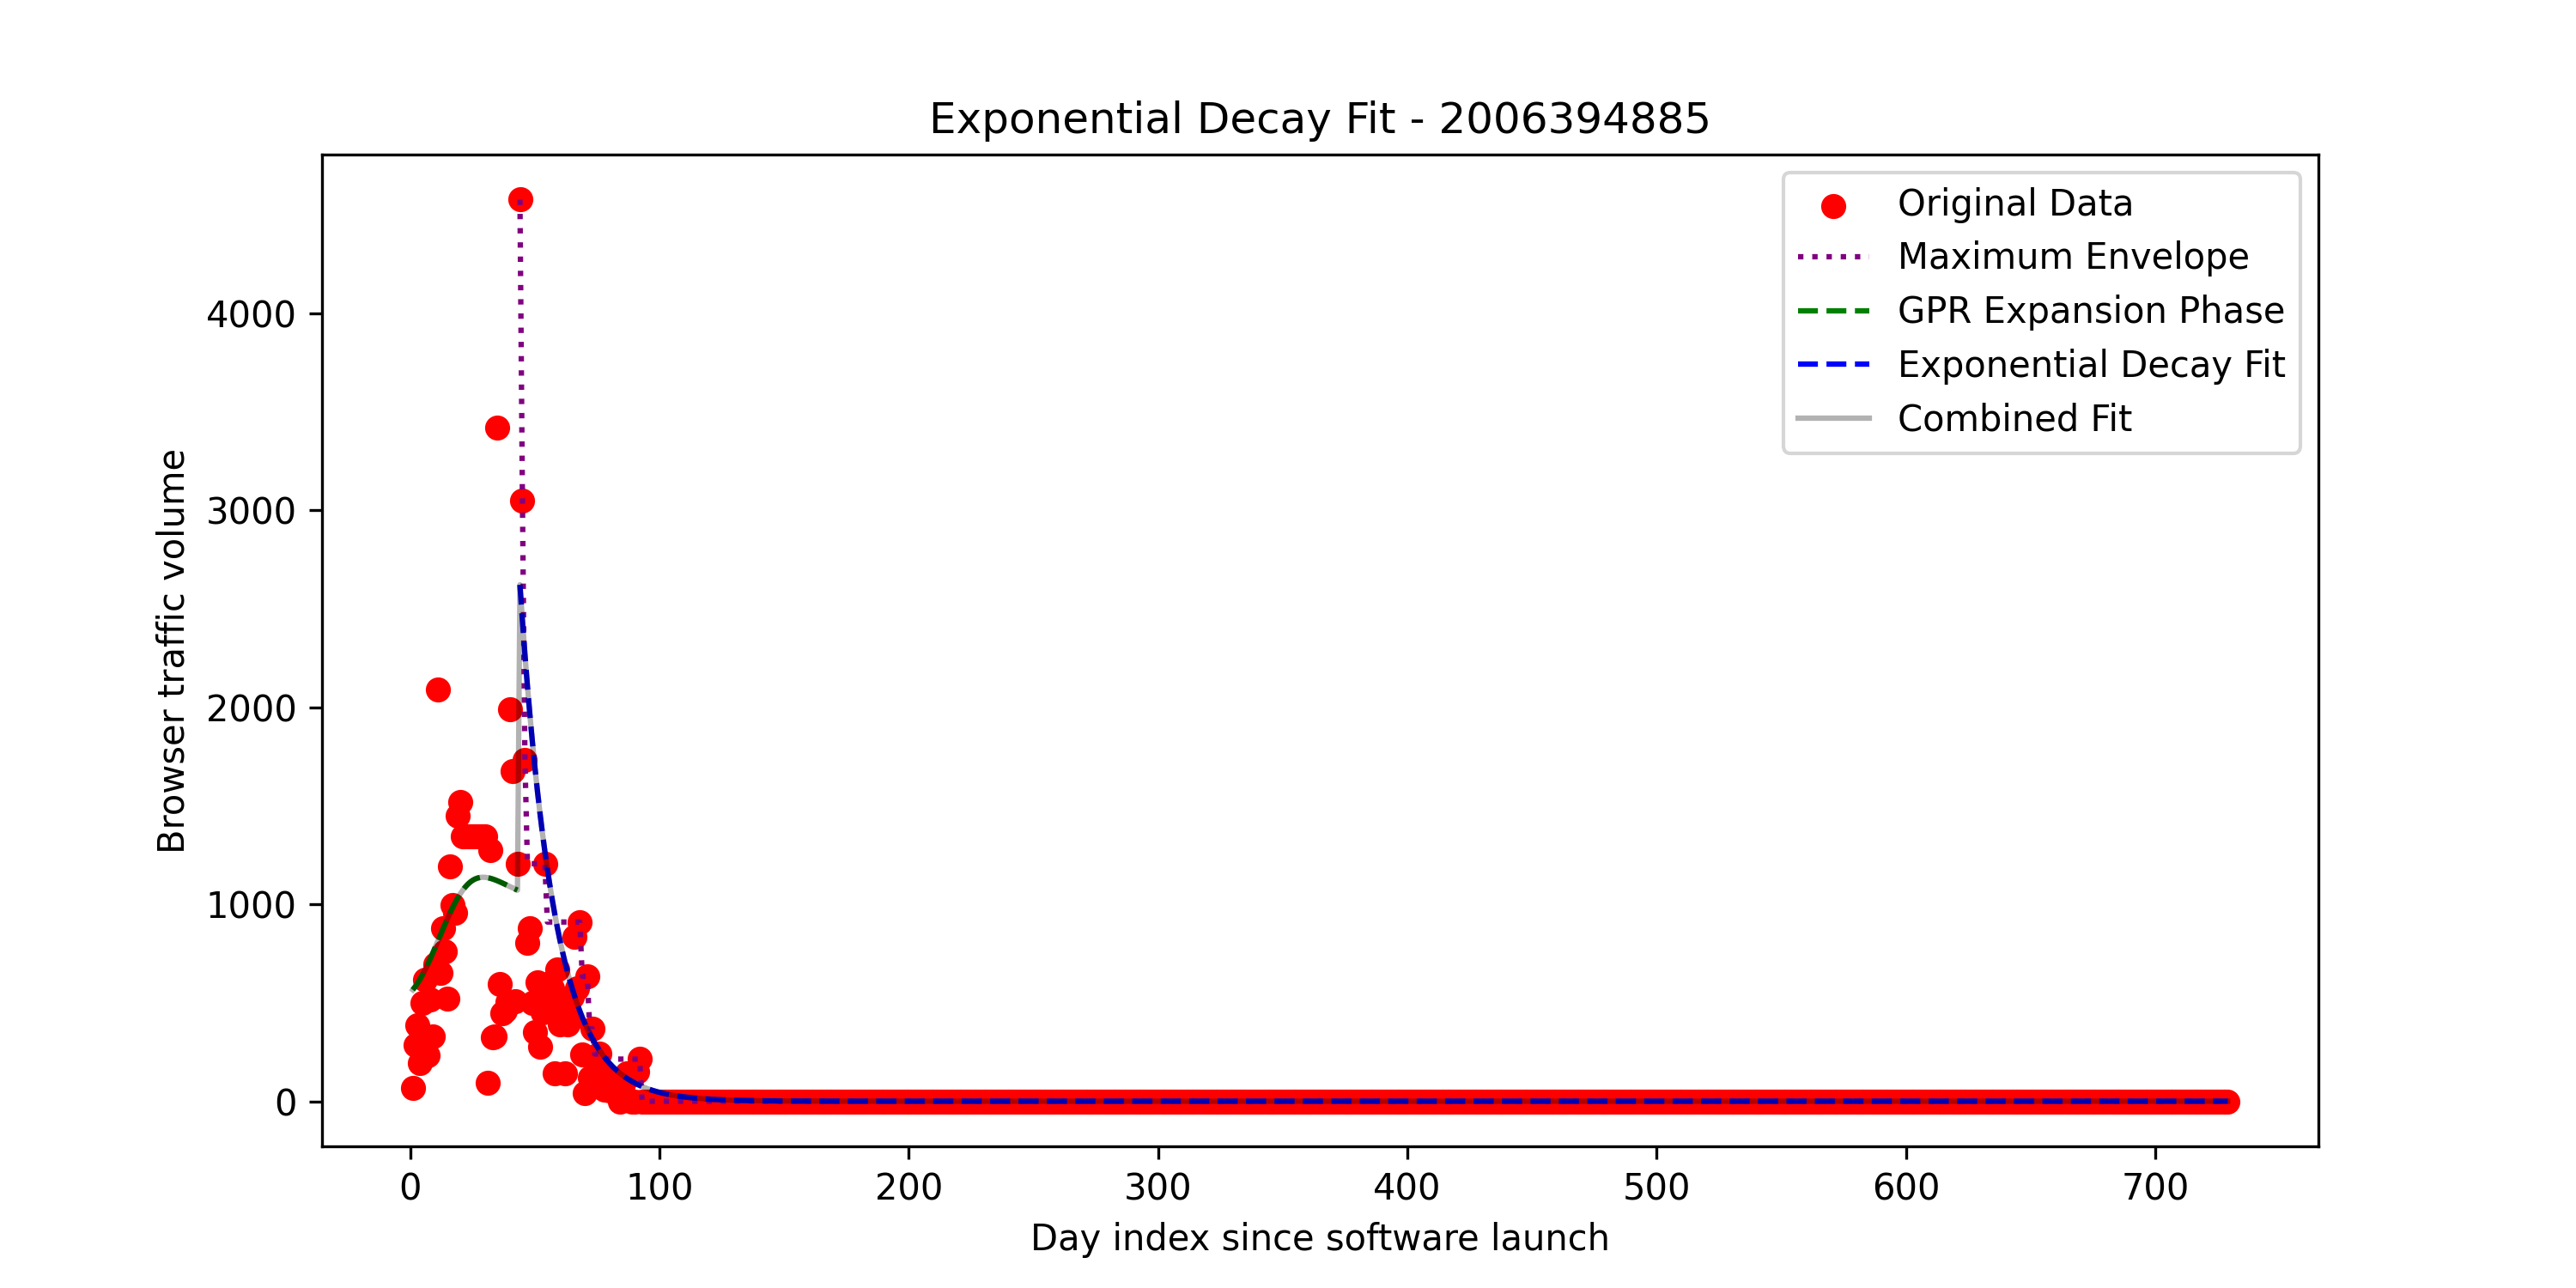 Exponential Decay Fit - 2006394885
Original Data
Maximum Envelope
GPR Expansion Phase
Exponential Decay Fit
Combined Fit
Browser traffic volume
4000
3000
2000
1000
0
0 100 200 300 400 500 600 700
Day index since software launch